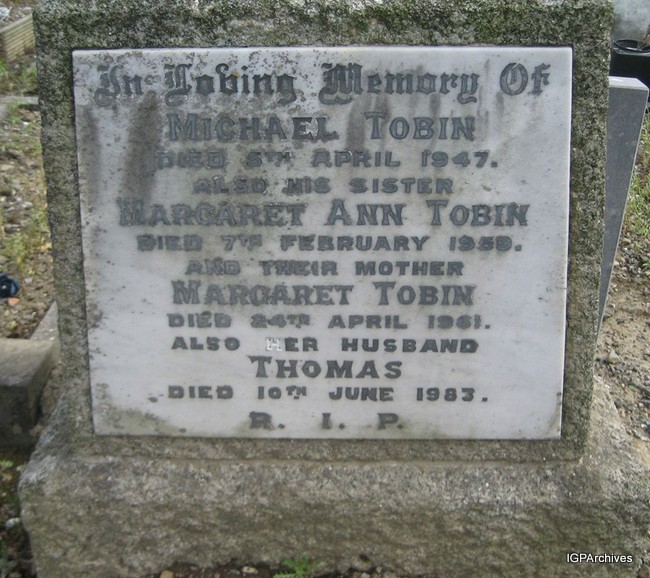 In Loving Memory Of
MICHAEL TOBIN
DIED 5TH APRIL 1947.
ALSO HIS SISTER
MARGARET ANN TOBIN
DIED 7TH FEBRUARY 1959.
AND THEIR MOTHER
MARGARET TOBIN
DIED 24TH APRIL 1961.
ALSO HER HUSBAND
THOMAS
DIED 10TH JUNE 1983.
R. I. P.
IGPArchives